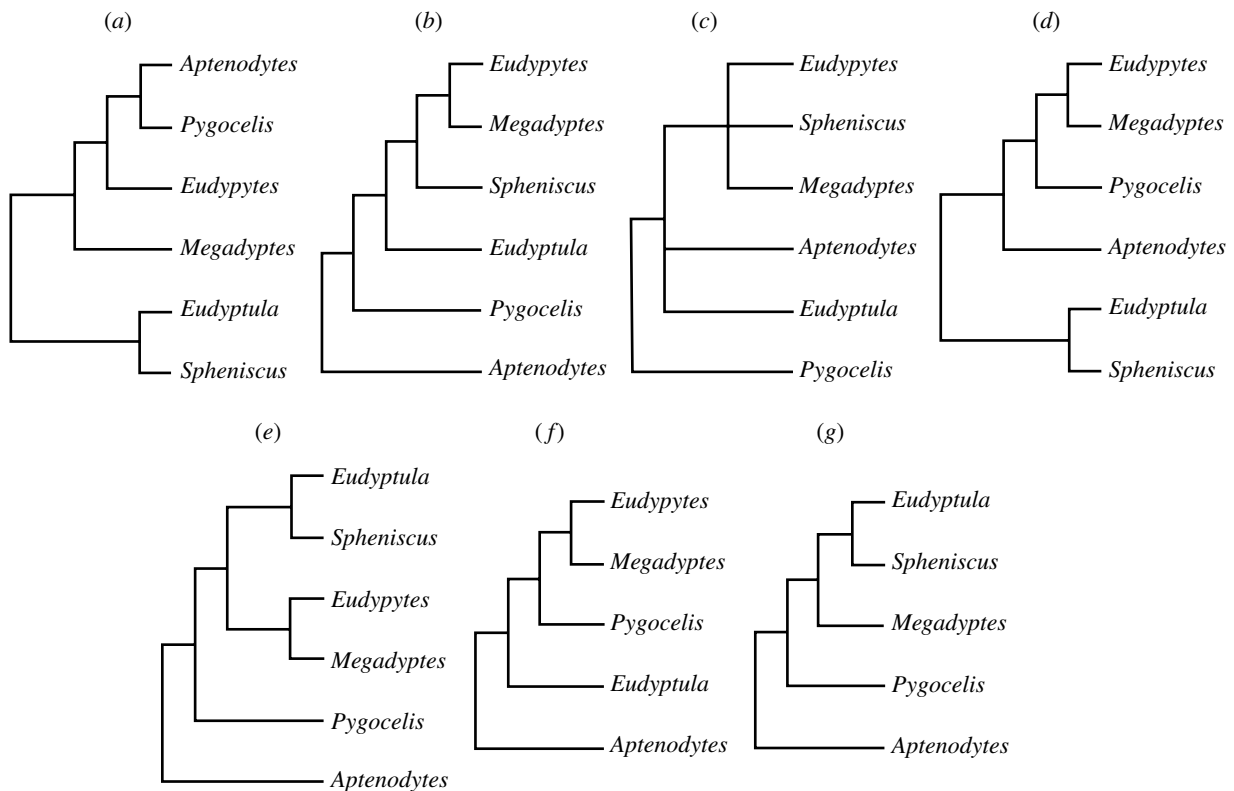 (a)
Aptenodytes
Pygocelis
Eudypytes
Megadyptes
Eudyptula
Spheniscus
(b)
Eudypytes
Megadyptes
Spheniscus
Eudyptula
Pygocelis
Aptenodytes
(c)
Eudypytes
Spheniscus
Megadyptes
Aptenodytes
Eudyptula
Pygocelis
(d)
Eudypytes
Megadyptes
Pygocelis
Aptenodytes
Eudyptula
Spheniscus
(e)
Eudyptula
Spheniscus
Eudypytes
Megadyptes
Pygocelis
Aptenodytes
(f)
Eudypytes
Megadyptes
Pygocelis
Eudyptula
Aptenodytes
(g)
Eudyptula
Spheniscus
Megadyptes
Pygocelis
Aptenodytes